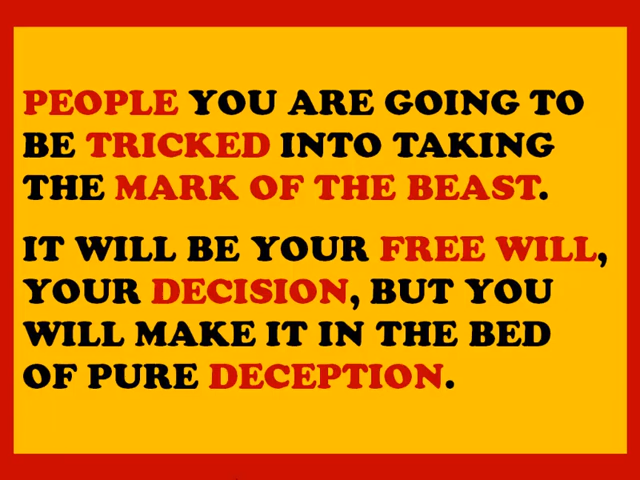 PEOPLE YOU ARE GOING TO
BE TRICKED INTO TAKING
THE MARK OF THE BEAST.
IT WILL BE YOUR FREE WILL,
YOUR DECISION, BUT YOU
WILL MAKE IT IN THE BED
OF PURE DECEPTION.